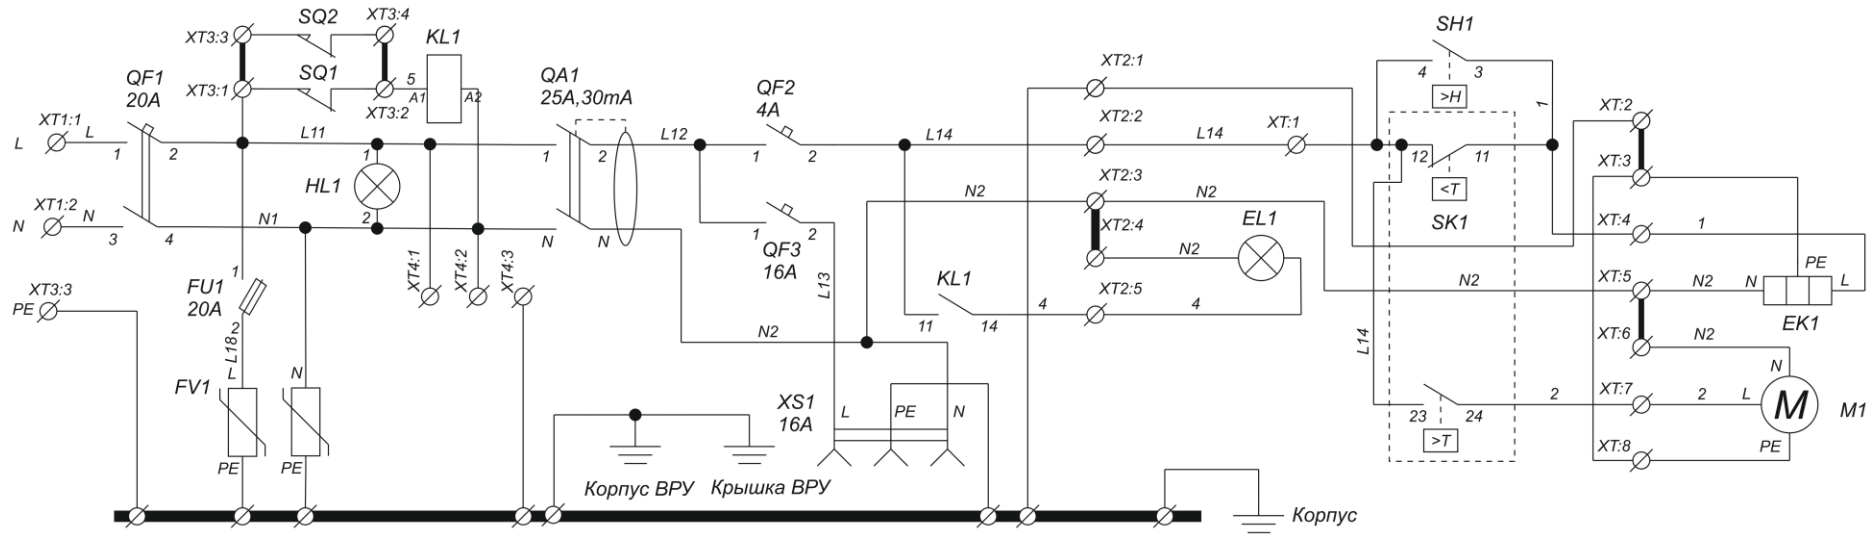 SQ2
XT3:4
XT3:3
KL1
SH1
QF1
20A
SQ1
5
A1
A2
XT3:1
XT3:2
QA1
25A,30mA
QF2
4A
XT2:1
4
3
>H
1
XT:2
XT1:1
L
L
1
2
L11
1
2
L12
1
2
L14
XT2:2
L14
XT:1
12
11
XT:3
<T
SK1
HL1
1
2
XT1:2
N
N
3
4
N1
N
N
XT2:3
N2
N2
XT2:4
N2
EL1
1
2
QF3
16A
XT:4
1
XT4:1
XT4:2
XT4:3
L13
XT3:3
PE
1
FU1
20A
2
L18
KL1
11
14
4
XT2:5
4
N2
XT:5
N2
N
PE
L
EK1
N2
L14
XT:6
N2
N
FV1
L
N
PE
PE
XS1
16A
L
PE
N
23
24
>T
2
XT:7
2
L
M
M1
XT:8
PE
Корпус ВРУ
Крышка ВРУ
Корпус